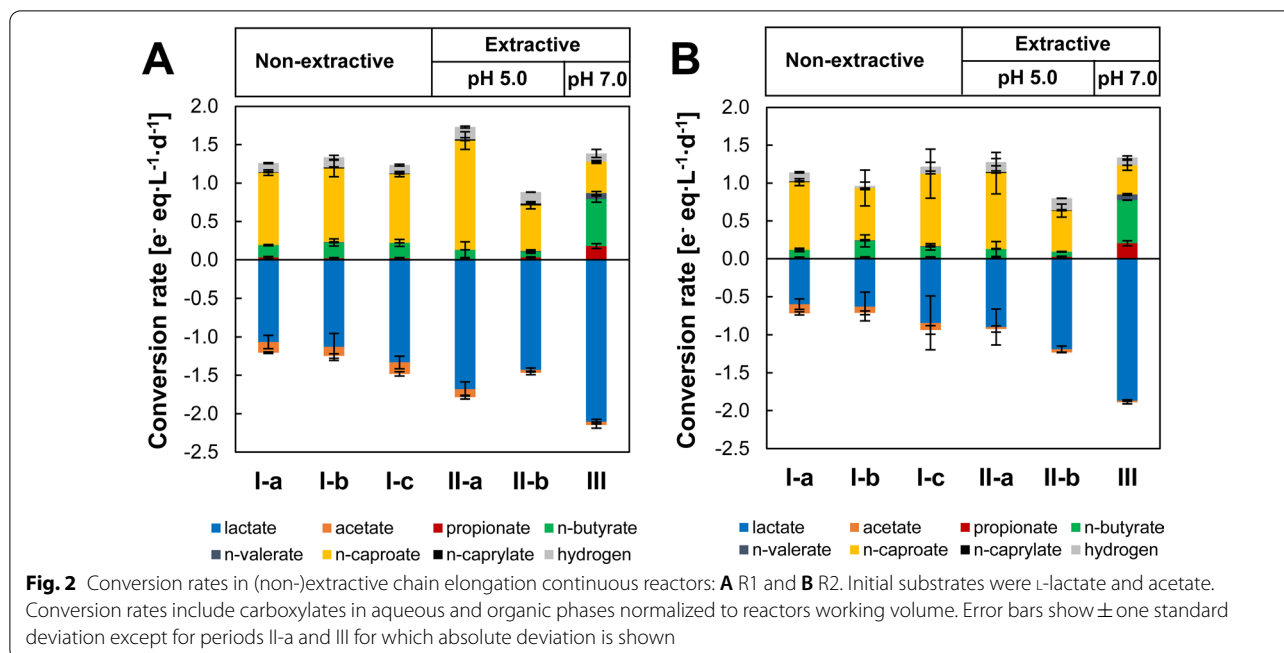 A
Non-extractive
Extractive
pH 5.0
pH 7.0
Conversion rate [e⁻ eq·L⁻¹·d⁻¹]
2.0
1.5
1.0
0.5
0.0
-0.5
-1.0
-1.5
-2.0
-2.5
I-a
I-b
I-c
II-a
II-b
III
lactate
acetate
propionate
n-butyrate
n-valerate
n-caproate
n-caprylate
hydrogen
B
Non-extractive
Extractive
pH 5.0
pH 7.0
Conversion rate [e⁻ eq·L⁻¹·d⁻¹]
2.0
1.5
1.0
0.5
0.0
-0.5
-1.0
-1.5
-2.0
-2.5
I-a
I-b
I-c
II-a
II-b
III
lactate
acetate
propionate
n-butyrate
n-valerate
n-caproate
n-caprylate
hydrogen
Fig. 2 Conversion rates in (non-)extractive chain elongation continuous reactors: A R1 and B R2. Initial substrates were L-lactate and acetate.
Conversion rates include carboxylates in aqueous and organic phases normalized to reactors working volume. Error bars show ± one standard
deviation except for periods II-a and III for which absolute deviation is shown